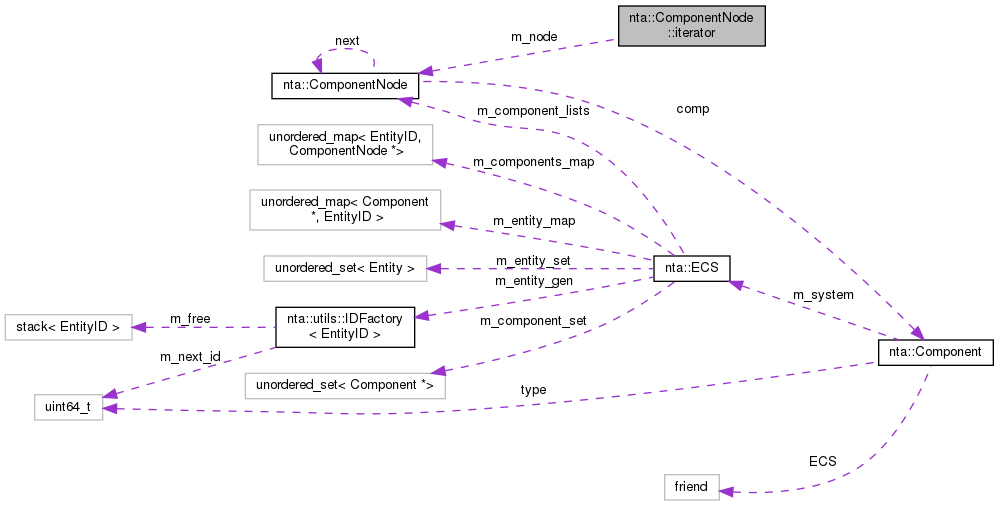 nta::ComponentNode
::iterator
m_node
next
nta::ComponentNode
m_component_lists
comp
unordered_map< EntityID,
ComponentNode *>
m_components_map
unordered_map< Component
*, EntityID >
m_entity_map
unordered_set< Entity >
m_entity_set
nta::ECS
m_entity_gen
m_system
nta::utils::IDFactory
< EntityID >
m_free
stack< EntityID >
m_component_set
nta::Component
m_next_id
unordered_set< Component *>
type
uint64_t
ECS
friend